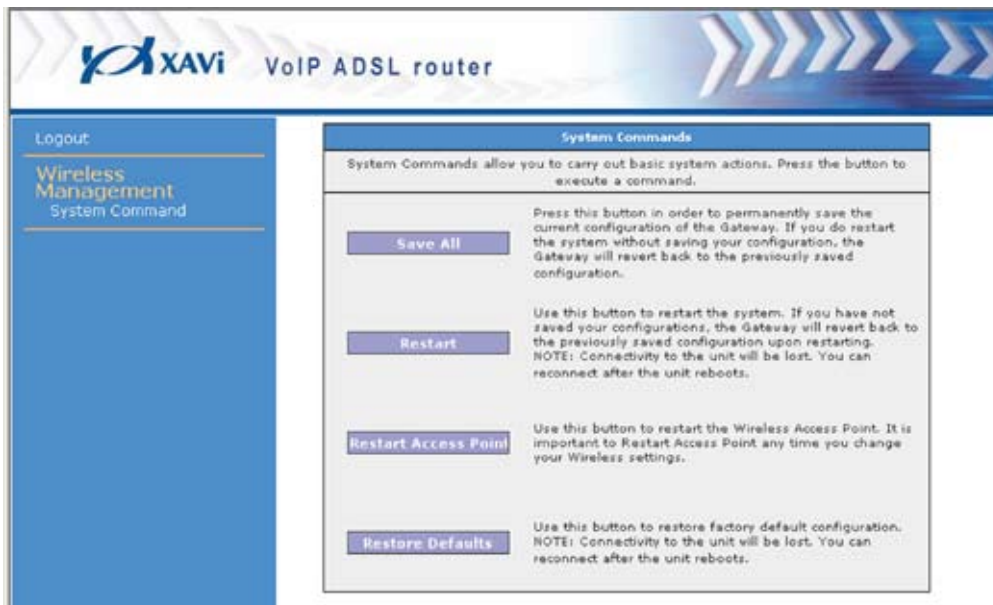 XAVi VoIP ADSL router
Logout
Wireless
Management
System Command
System Commands
System Commands allow you to carry out basic system actions. Press the button to
execute a command.
Save All
Press this button in order to permanently save the
current configuration of the Gateway. If you do restart
the system without saving your configuration, the
Gateway will revert back to the previously saved
configuration.
Restart
Use this button to restart the system. If you have not
saved your configurations, the Gateway will revert back to
the previously saved configuration upon restarting.
NOTE: Connectivity to the unit will be lost. You can
reconnect after the unit reboots.
Restart Access Point
Use this button to restart the Wireless Access Point. It is
important to Restart Access Point any time you change
your Wireless settings.
Restore Defaults
Use this button to restore factory default configuration.
NOTE: Connectivity to the unit will be lost. You can
reconnect after the unit reboots.